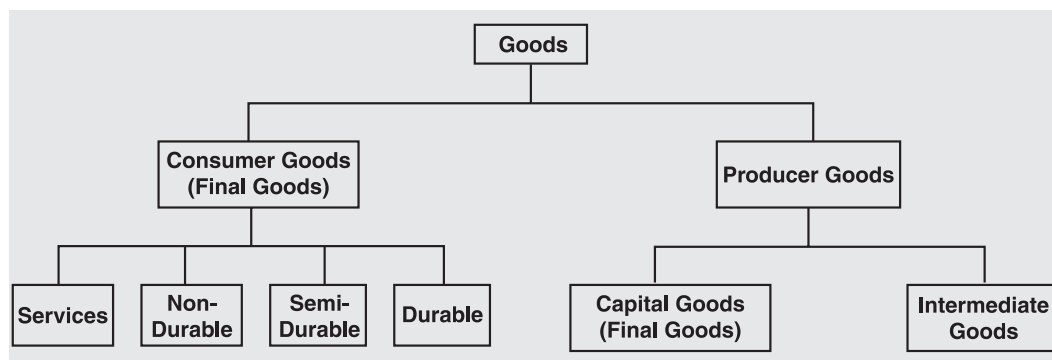 Goods
Consumer Goods
(Final Goods)
Producer Goods
Services
Non-
Durable
Semi-
Durable
Durable
Capital Goods
(Final Goods)
Intermediate
Goods